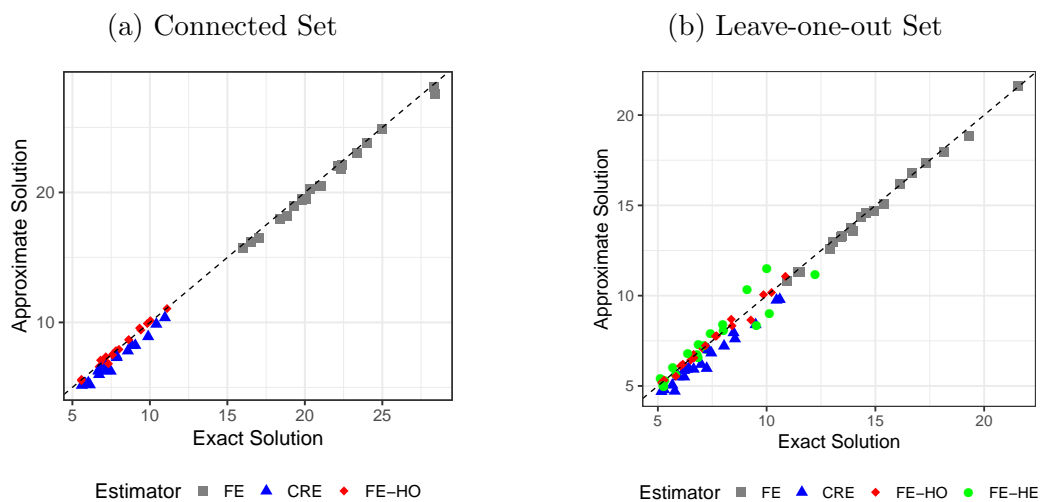 (a) Connected Set
(b) Leave-one-out Set
Approximate Solution
20
10
5
10
15
20
25
Exact Solution
Estimator FE CRE FE−HO
Approximate Solution
20
15
10
5
5
10
15
20
Exact Solution
Estimator FE CRE FE−HO FE−HE